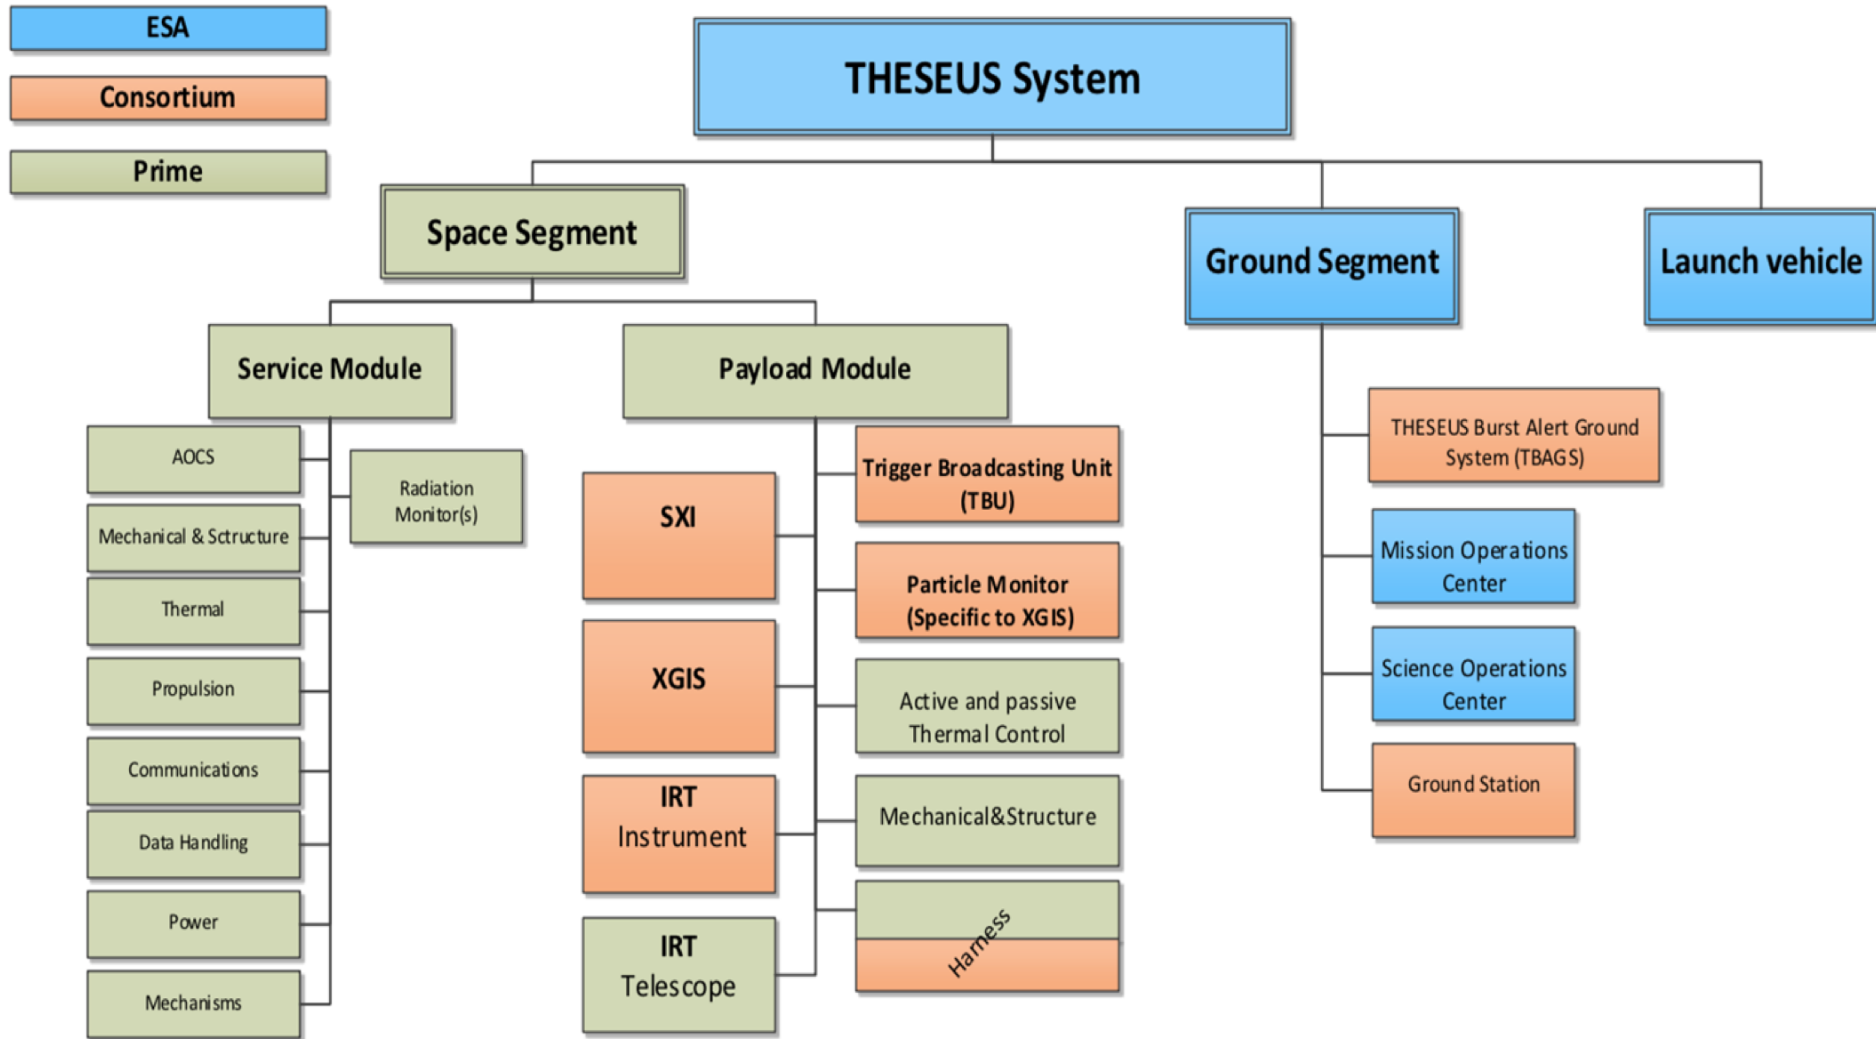 ESA
Consortium
Prime
THESEUS System
Space Segment
Ground Segment
Launch vehicle
Service Module
Payload Module
AOCS
Mechanical & Sctructure
Thermal
Propulsion
Communications
Data Handling
Power
Mechanisms
Radiation
Monitor(s)
SXI
XGIS
IRT
Instrument
IRT
Telescope
Trigger Broadcasting Unit
(TBU)
Particle Monitor
(Specific to XGIS)
Active and passive
Thermal Control
Mechanical&Structure
Harness
THESEUS Burst Alert Ground
System (TBAGS)
Mission Operations
Center
Science Operations
Center
Ground Station